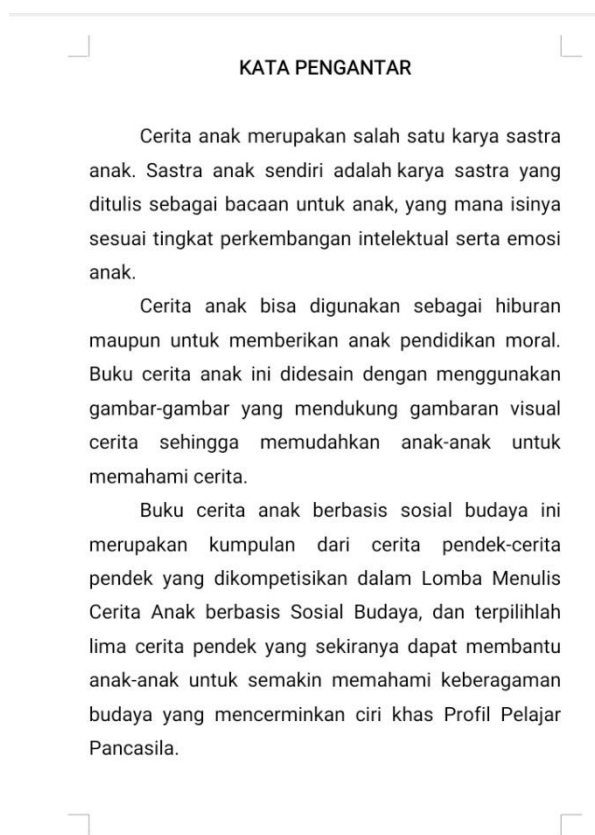 KATA PENGANTAR
Cerita anak merupakan salah satu karya sastra
anak. Sastra anak sendiri adalah karya sastra yang
ditulis sebagai bacaan untuk anak, yang mana isinya
sesuai tingkat perkembangan intelektual serta emosi
anak.
Cerita anak bisa digunakan sebagai hiburan
maupun untuk memberikan anak pendidikan moral.
Buku cerita anak ini didesain dengan menggunakan
gambar-gambar yang mendukung gambaran visual
cerita sehingga memudahkan anak-anak untuk
memahami cerita.
Buku cerita anak berbasis sosial budaya ini
merupakan kumpulan dari cerita pendek-cerita
pendek yang dikompetisikan dalam Lomba Menulis
Cerita Anak berbasis Sosial Budaya, dan terpilihlah
lima cerita pendek yang sekiranya dapat membantu
anak-anak untuk semakin memahami keberagaman
budaya yang mencerminkan ciri khas Profil Pelajar
Pancasila.